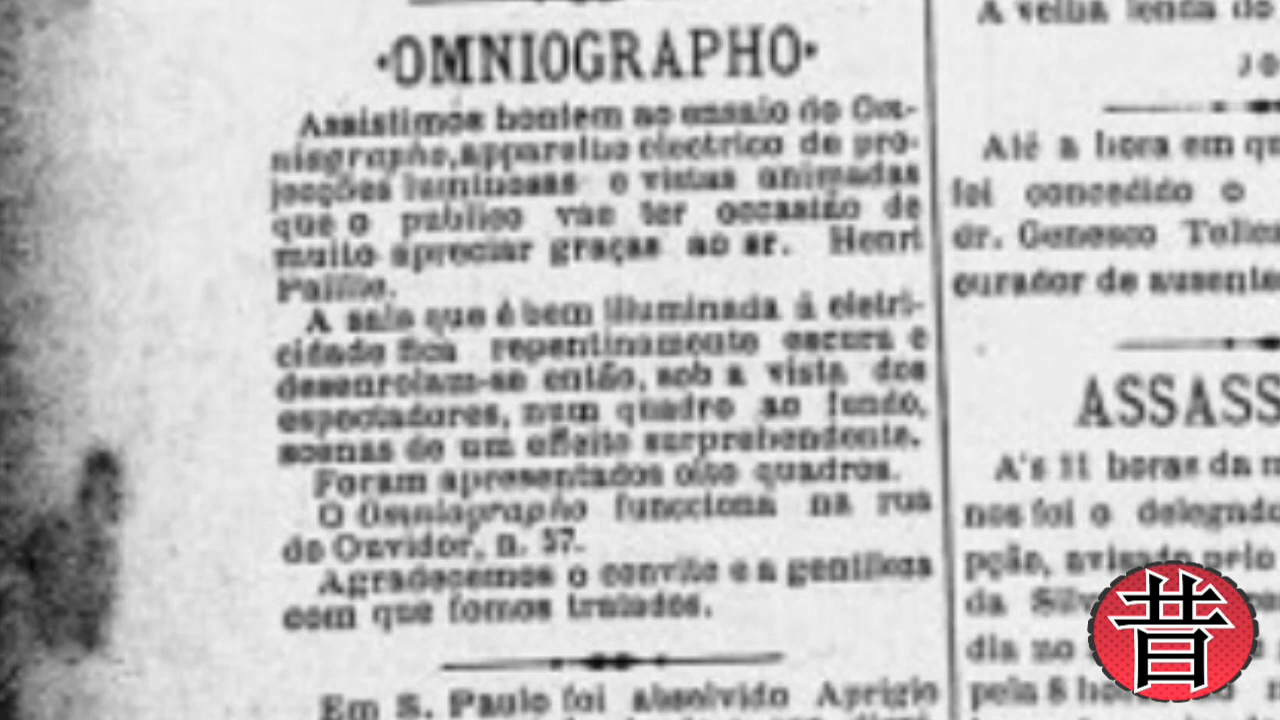 •OMNIOGRAPHO•
Assistimos hontem ao ensaio do Om-
niographo, apparelho electrico de pro-
jecções luminosas e vistas animadas
que o publico vae ter occasião de
muito apreciar graças ao sr. Henri
Paillie.
A sala que é bem illuminada á eletri-
cidade fica repentinamente escura e
desenrolam-se então, sob a vista dos
espectadores, num quadro ao fundo,
scenas de um effeito surprehendente.
Foram apresentados oito quadros.
O Omniographo funcciona na rua
do Ouvidor, n. 57.
Agradecemos o convite e a gentileza
com que fomos tratados.
Em S. Paulo foi absolvido Aprigio
A velha lenda do
JO
Até a hora em
foi concedido o
dr. Genesco
curador de
ASSASS
A's 11 horas da
nos foi o
pção, avisado pelo
da
dia no
pela 8
昔